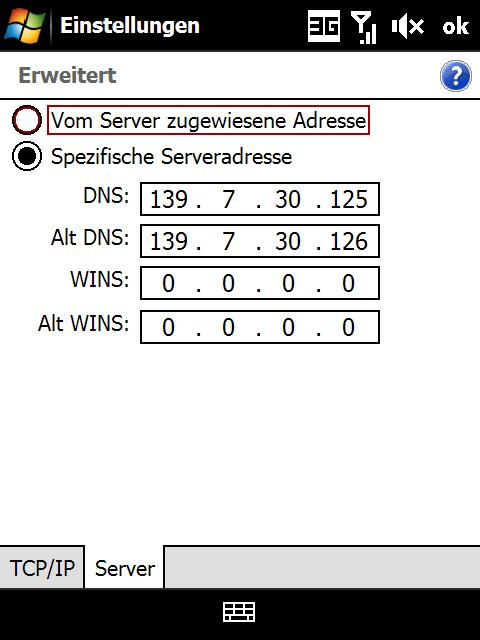 Einstellungen 3G ok
Erweitert ?
Vom Server zugewiesene Adresse
Spezifische Serveradresse
DNS: 139 . 7 . 30 . 125
Alt DNS: 139 . 7 . 30 . 126
WINS: 0 . 0 . 0 . 0
Alt WINS: 0 . 0 . 0 . 0
TCP/IP Server